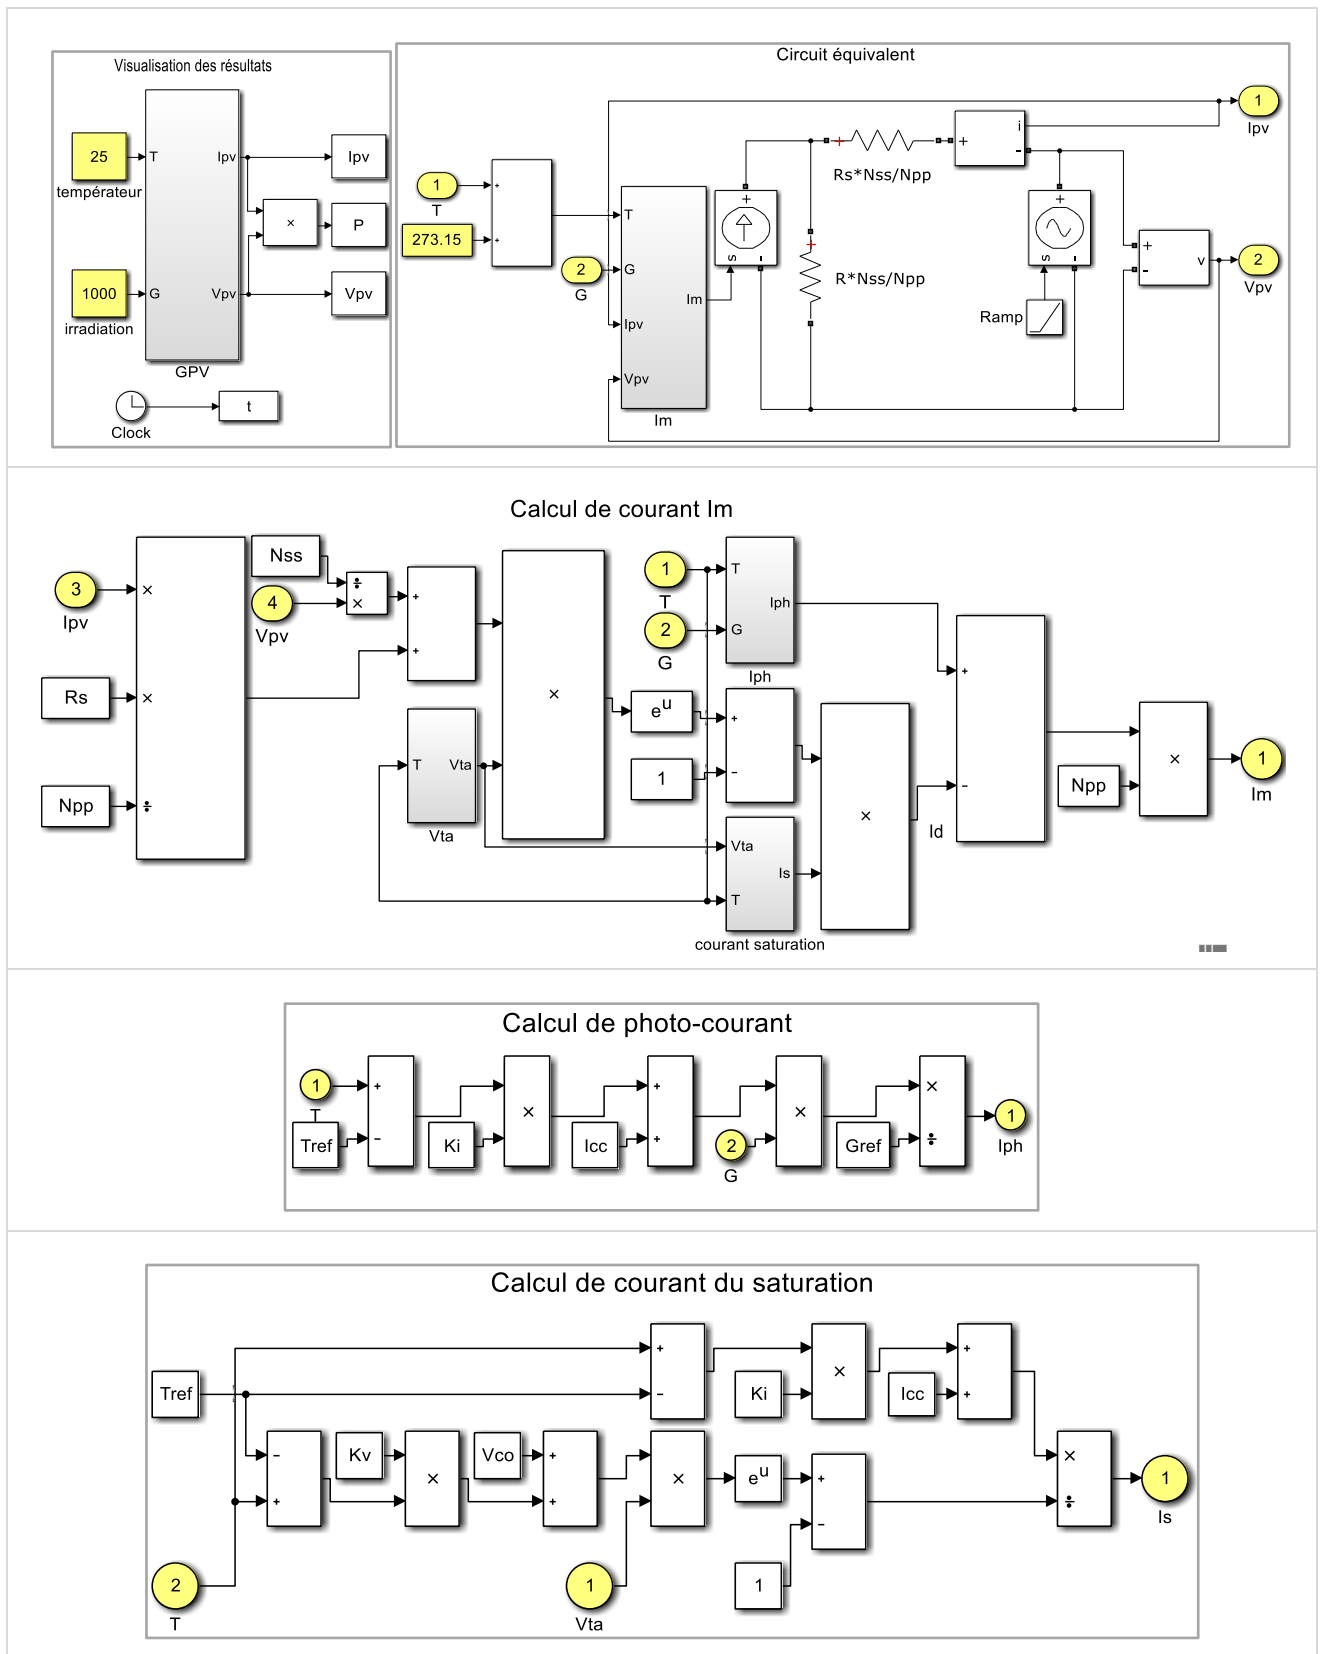 Visualisation des résultats
25
T
Ipv
Ipv
températeur
×
P
1000
G
Vpv
Vpv
irradiation
GPV
t
Clock
Circuit équivalent
1
Ipv
i
+
-
+
Rs*Nss/Npp
1
T
+
273.15
+
T
2
G
G
Im
Ipv
Vpv
Im
+
s
-
+
R*Nss/Npp
+
s
-
Ramp
+
-
v
2
Vpv
Calcul de courant Im
3
Ipv
×
Rs
×
Npp
÷
Nss
4
Vpv
÷
×
+
+
T
Vta
Vta
×
1
T
2
G
T
G
Iph
Iph
eu
1
+
-
Vta
T
Is
courant saturation
×
Id
+
-
Npp
×
1
Im
Calcul de photo-courant
1
T
Tref
+
-
Ki
×
Icc
+
+
2
G
×
Gref
×
÷
1
Iph
Calcul de courant du saturation
Tref
+
-
Ki
×
Icc
+
+
-
+
Kv
×
Vco
+
+
×
eu
+
-
×
÷
1
Is
2
T
1
Vta
1